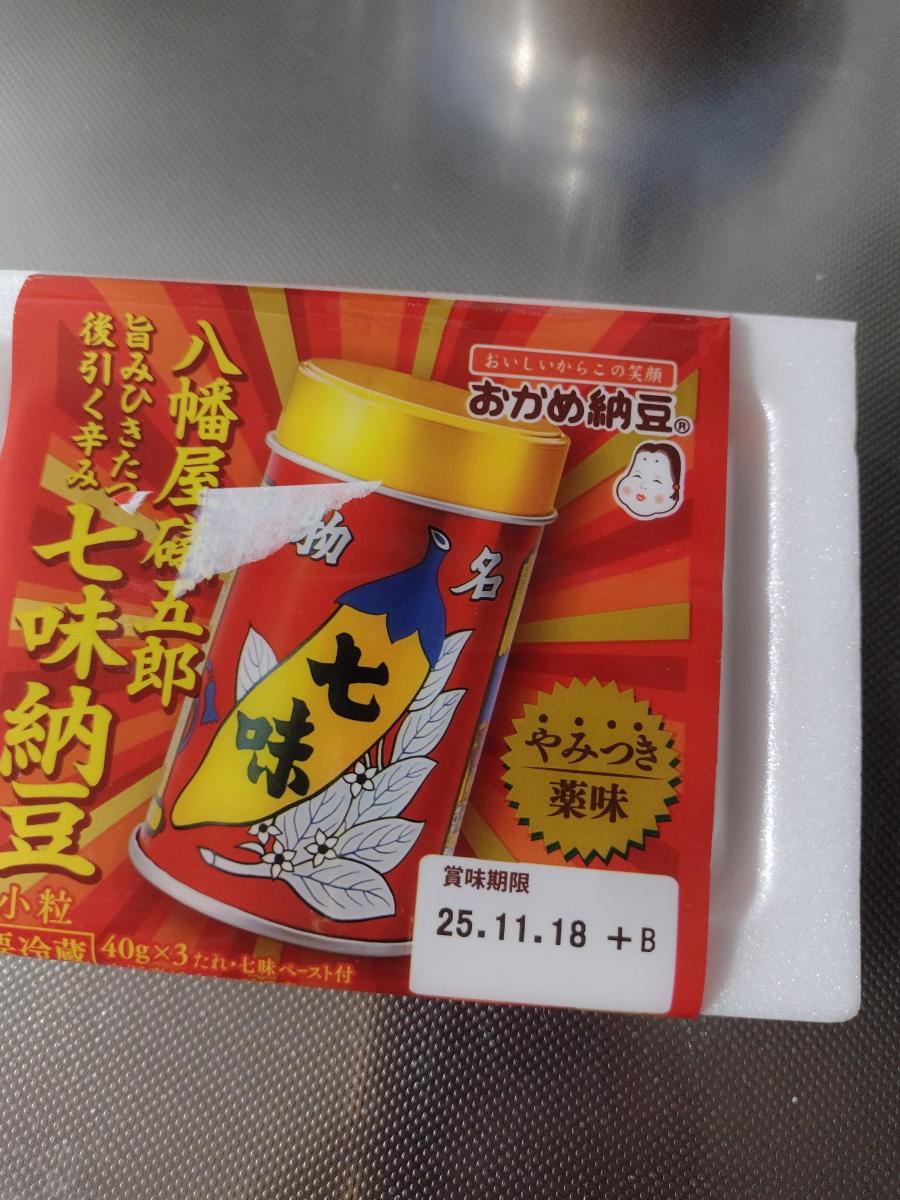 おいしいからこの笑顔
おかめ納豆®
旨みひきたつ
後引く辛み
八幡屋礒五郎
七味納豆
小粒
要冷蔵
40g×3 たれ・七味ペースト付
名物
七味
やみつき
薬味
賞味期限
25.11.18 +B